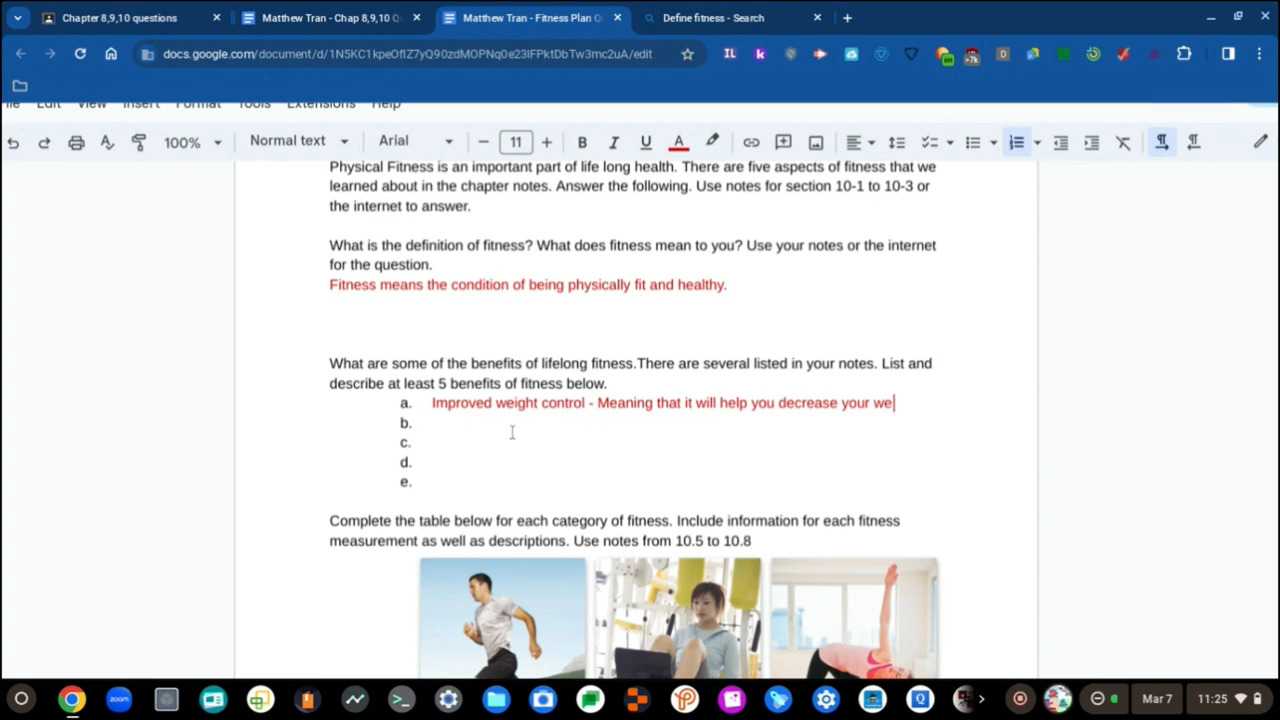 Chapter 8,9,10 questions
Matthew Tran - Chap 8,9,10 Q
Matthew Tran - Fitness Plan Q
Define fitness - Search
docs.google.com/document/d/1N5KC1kpeOfIZ7yQ90zdMOPNq0e23IFPktDbTw3mc2uA/edit
File Edit View Insert Format Tools Extensions Help
100% Normal text Arial 11
Physical Fitness is an important part of life long health. There are five aspects of fitness that we
learned about in the chapter notes. Answer the following. Use notes for section 10-1 to 10-3 or
the internet to answer.
What is the definition of fitness? What does fitness mean to you? Use your notes or the internet
for the question.
Fitness means the condition of being physically fit and healthy.
What are some of the benefits of lifelong fitness.There are several listed in your notes. List and
describe at least 5 benefits of fitness below.
a. Improved weight control - Meaning that it will help you decrease your we
b.
c.
d.
e.
Complete the table below for each category of fitness. Include information for each fitness
measurement as well as descriptions. Use notes from 10.5 to 10.8
zoom
Mar 7 11:25